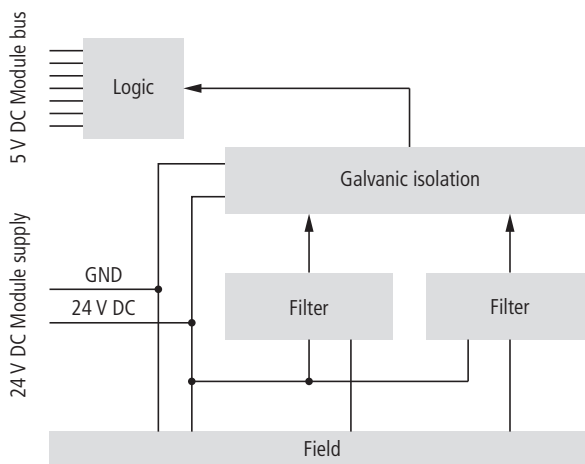 5 V DC Module bus
Logic
Galvanic isolation
24 V DC Module supply
GND
24 V DC
Filter
Filter
Field